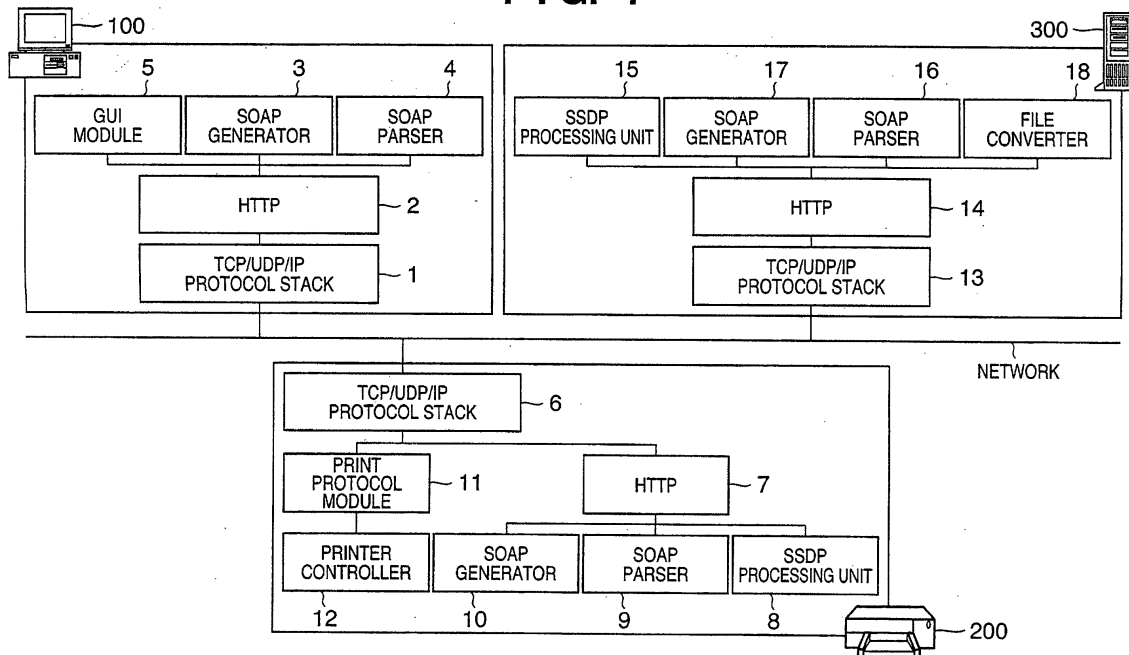 100
300
5
3
4
15
17
16
18
GUI
MODULE
SOAP
GENERATOR
SOAP
PARSER
SSDP
PROCESSING UNIT
SOAP
GENERATOR
SOAP
PARSER
FILE
CONVERTER
HTTP
2
HTTP
14
TCP/UDP/IP
PROTOCOL STACK
1
TCP/UDP/IP
PROTOCOL STACK
13
NETWORK
TCP/UDP/IP
PROTOCOL STACK
6
PRINT
PROTOCOL
MODULE
11
HTTP
7
PRINTER
CONTROLLER
SOAP
GENERATOR
SOAP
PARSER
SSDP
PROCESSING UNIT
12
10
9
8
200